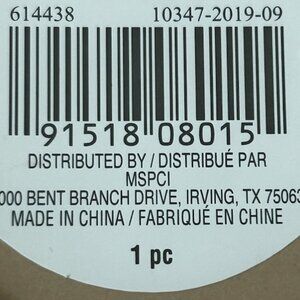 614438 10347-2019-09
91518 08015
DISTRIBUTED BY / DISTRIBUÉ PAR
MSPCI
000 BENT BRANCH DRIVE, IRVING, TX 75063
MADE IN CHINA / FABRIQUÉ EN CHINE
1 pc